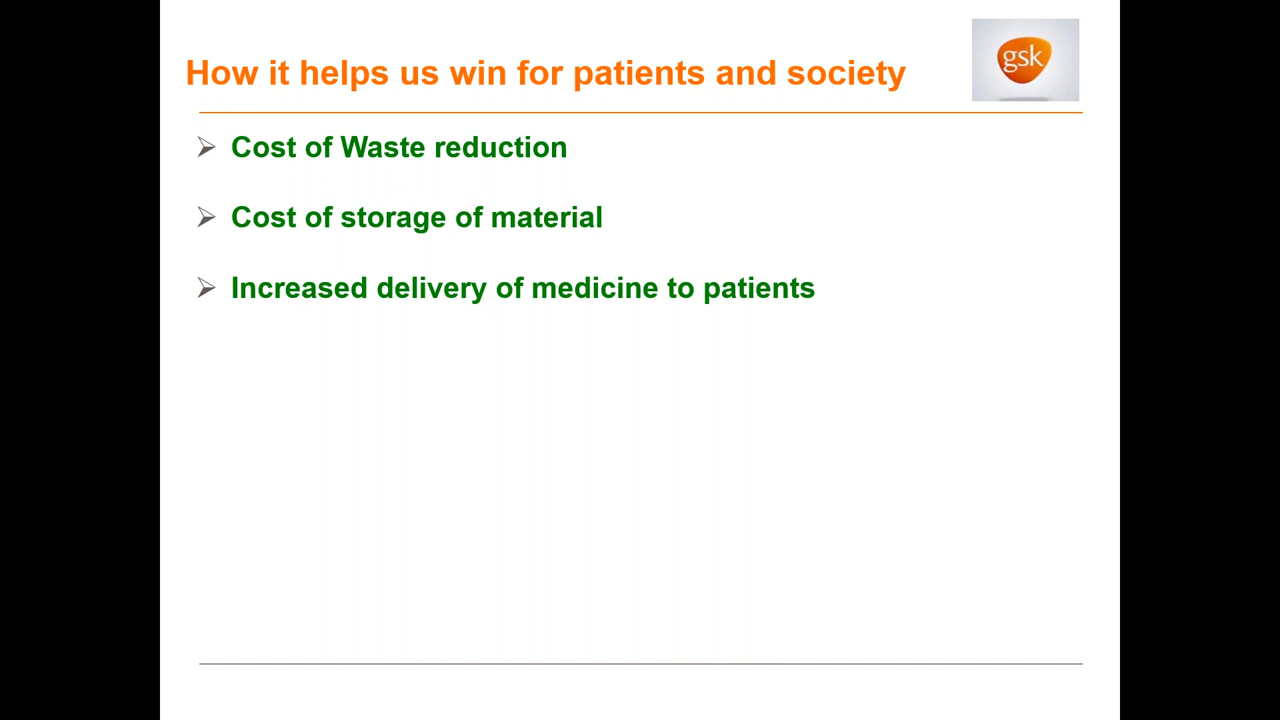 How it helps us win for patients and society
gsk
Cost of Waste reduction
Cost of storage of material
Increased delivery of medicine to patients